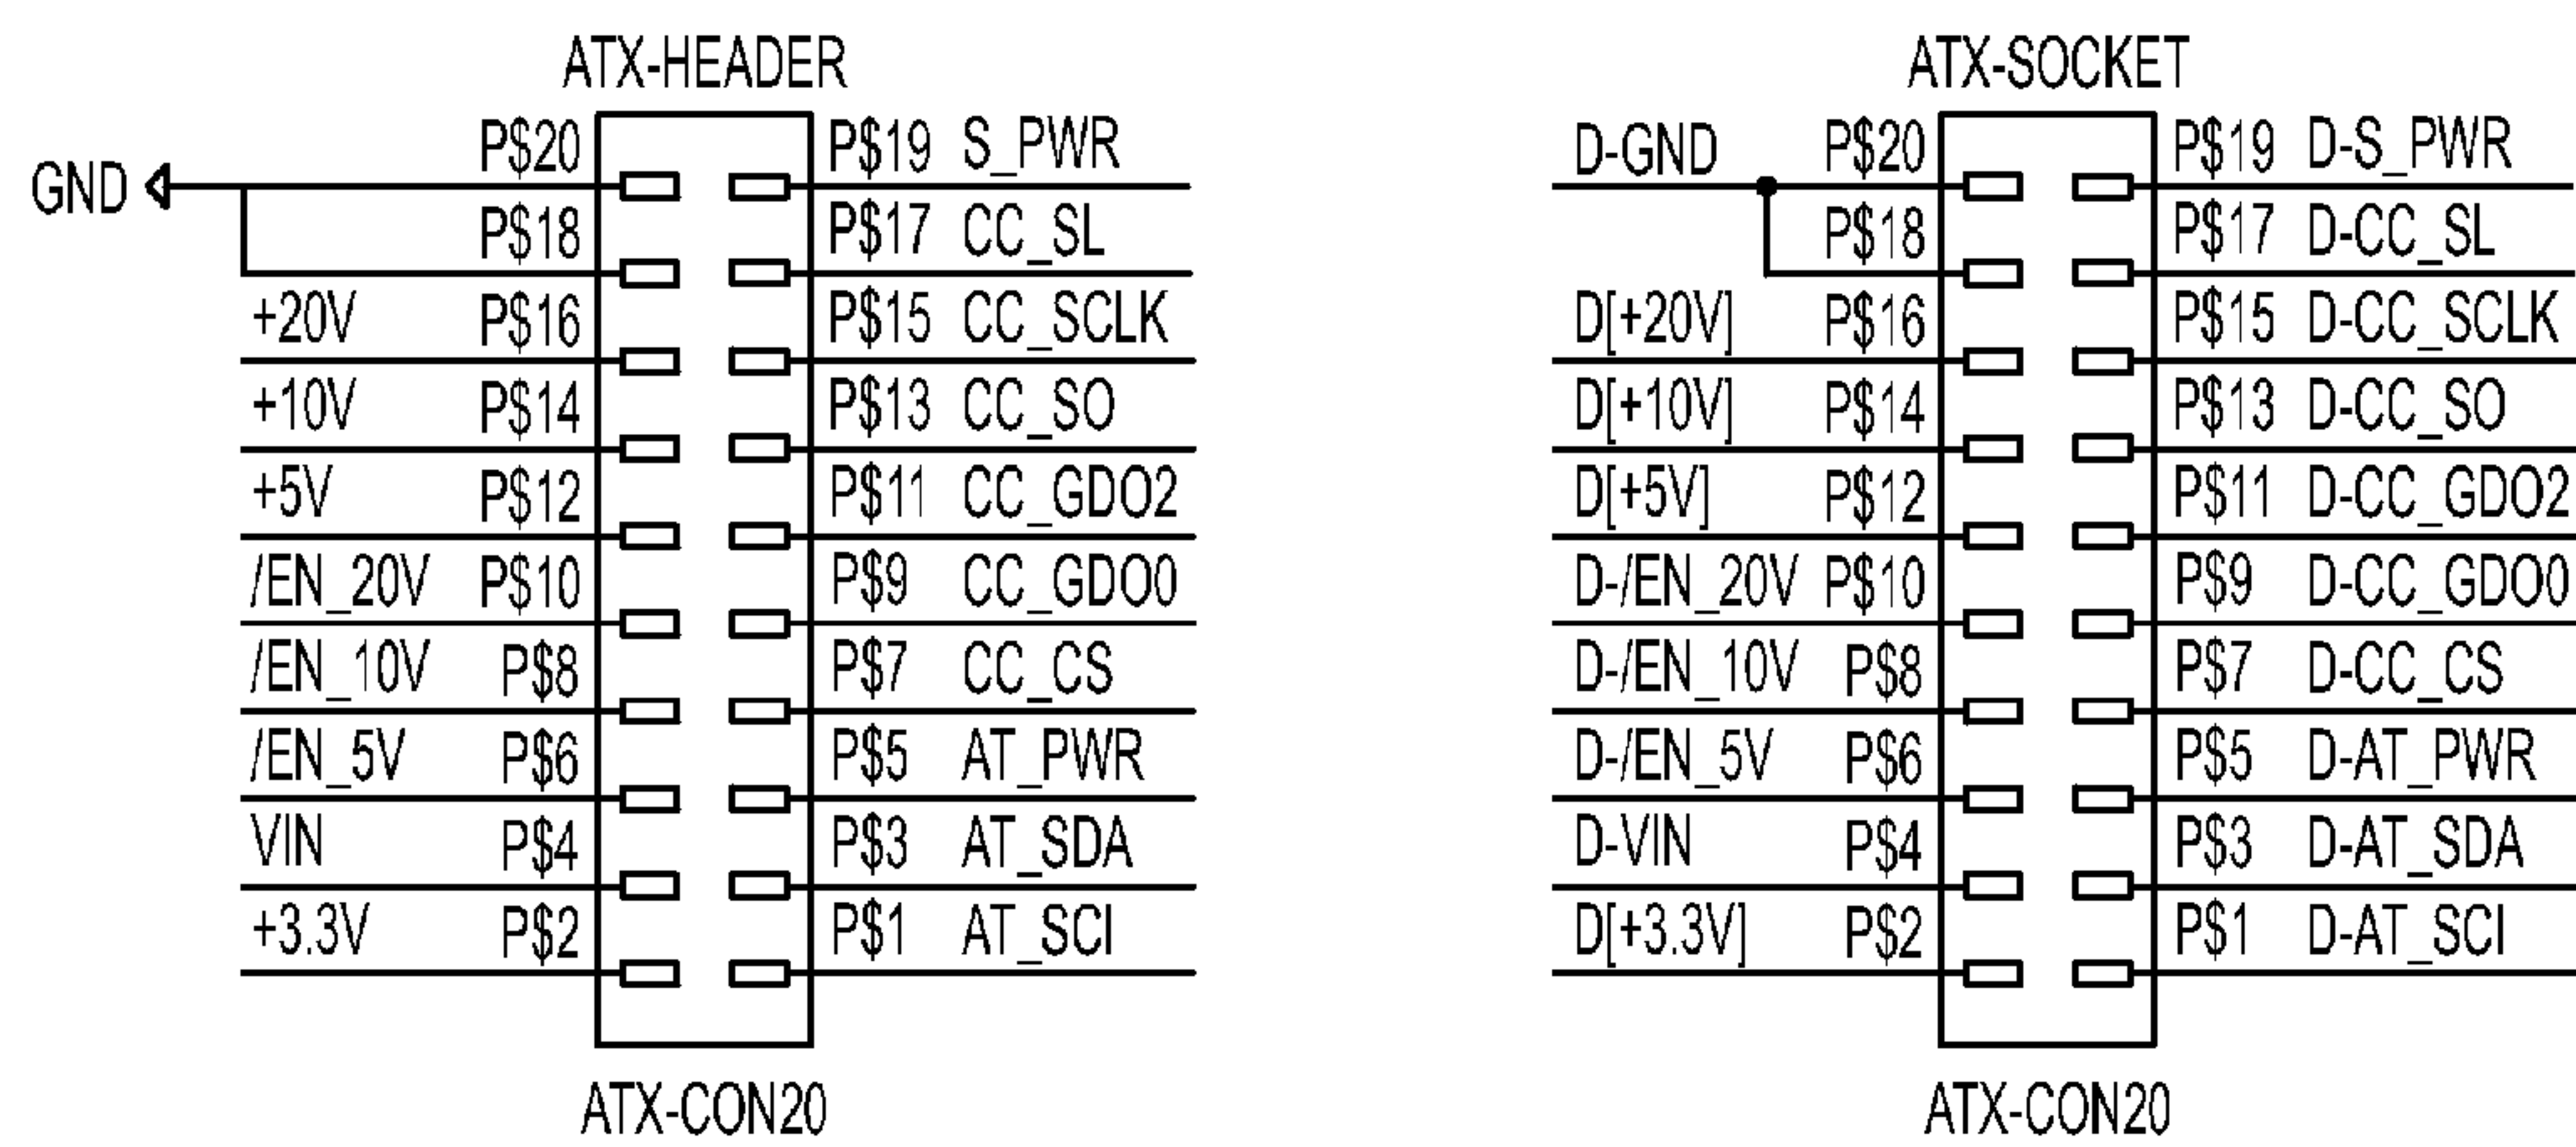 ATX-HEADER
P$20 P$19 S_PWR
GND
P$18 P$17 CC_SL
+20V P$16 P$15 CC_SCLK
+10V P$14 P$13 CC_SO
+5V P$12 P$11 CC_GDO2
/EN_20V P$10 P$9 CC_GDO0
/EN_10V P$8 P$7 CC_CS
/EN_5V P$6 P$5 AT_PWR
VIN P$4 P$3 AT_SDA
+3.3V P$2 P$1 AT_SCI
ATX-CON20
ATX-SOCKET
D-GND P$20 P$19 D-S_PWR
P$18 P$17 D-CC_SL
D[+20V] P$16 P$15 D-CC_SCLK
D[+10V] P$14 P$13 D-CC_SO
D[+5V] P$12 P$11 D-CC_GDO2
D-/EN_20V P$10 P$9 D-CC_GDO0
D-/EN_10V P$8 P$7 D-CC_CS
D-/EN_5V P$6 P$5 D-AT_PWR
D-VIN P$4 P$3 D-AT_SDA
D[+3.3V] P$2 P$1 D-AT_SCI
ATX-CON20